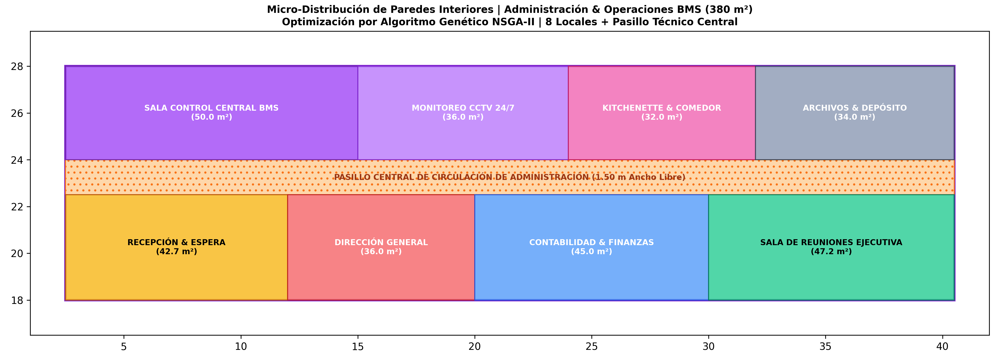 Micro-Distribución de Paredes Interiores | Administración & Operaciones BMS (380 m²)
Optimización por Algoritmo Genético NSGA-II | 8 Locales + Pasillo Técnico Central
28
26
24
22
20
18
SALA CONTROL CENTRAL BMS
(50.0 m²)
MONITOREO CCTV 24/7
(36.0 m²)
KITCHENETTE & COMEDOR
(32.0 m²)
ARCHIVOS & DEPÓSITO
(34.0 m²)
PASILLO CENTRAL DE CIRCULACIÓN DE ADMINISTRACIÓN (1.50 m Ancho Libre)
RECEPCIÓN & ESPERA
(42.7 m²)
DIRECCIÓN GENERAL
(36.0 m²)
CONTABILIDAD & FINANZAS
(45.0 m²)
SALA DE REUNIONES EJECUTIVA
(47.2 m²)
5 10 15 20 25 30 35 40